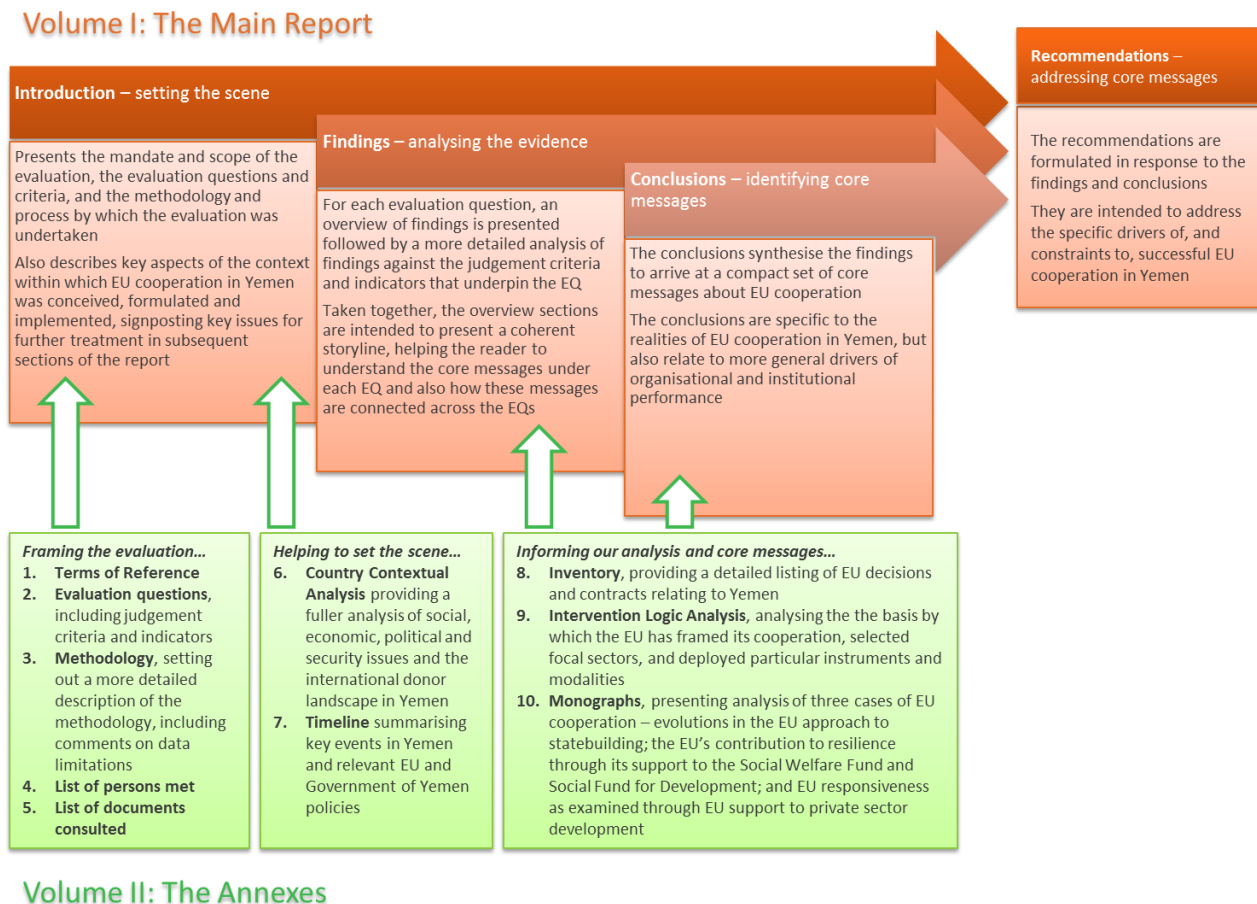 Volume I: The Main Report
Introduction – setting the scene
Presents the mandate and scope of the
evaluation, the evaluation questions and
criteria, and the methodology and
process by which the evaluation was
undertaken
Also describes key aspects of the context
within which EU cooperation in Yemen
was conceived, formulated and
implemented, signposting key issues for
further treatment in subsequent
sections of the report
Findings – analysing the evidence
For each evaluation question, an
overview of findings is presented
followed by a more detailed analysis of
findings against the judgement criteria
and indicators that underpin the EQ
Taken together, the overview sections
are intended to present a coherent
storyline, helping the reader to
understand the core messages under
each EQ and also how these messages
are connected across the EQs
Conclusions – identifying core
messages
The conclusions synthesise the findings
to arrive at a compact set of core
messages about EU cooperation
The conclusions are specific to the
realities of EU cooperation in Yemen, but
also relate to more general drivers of
organisational and institutional
performance
Recommendations –
addressing core messages
The recommendations are
formulated in response to the
findings and conclusions
They are intended to address
the specific drivers of, and
constraints to, successful EU
cooperation in Yemen
Framing the evaluation...
1. Terms of Reference
2. Evaluation questions,
including judgement
criteria and indicators
3. Methodology, setting
out a more detailed
description of the
methodology, including
comments on data
limitations
4. List of persons met
5. List of documents
consulted
Helping to set the scene...
6. Country Contextual
Analysis providing a
fuller analysis of social,
economic, political and
security issues and the
international donor
landscape in Yemen
7. Timeline summarising
key events in Yemen
and relevant EU and
Government of Yemen
policies
Informing our analysis and core messages...
8. Inventory, providing a detailed listing of EU decisions
and contracts relating to Yemen
9. Intervention Logic Analysis, analysing the the basis by
which the EU has framed its cooperation, selected
focal sectors, and deployed particular instruments and
modalities
10. Monographs, presenting analysis of three cases of EU
cooperation – evolutions in the EU approach to
statebuilding; the EU's contribution to resilience
through its support to the Social Welfare Fund and
Social Fund for Development; and EU responsiveness
as examined through EU support to private sector
development
Volume II: The Annexes